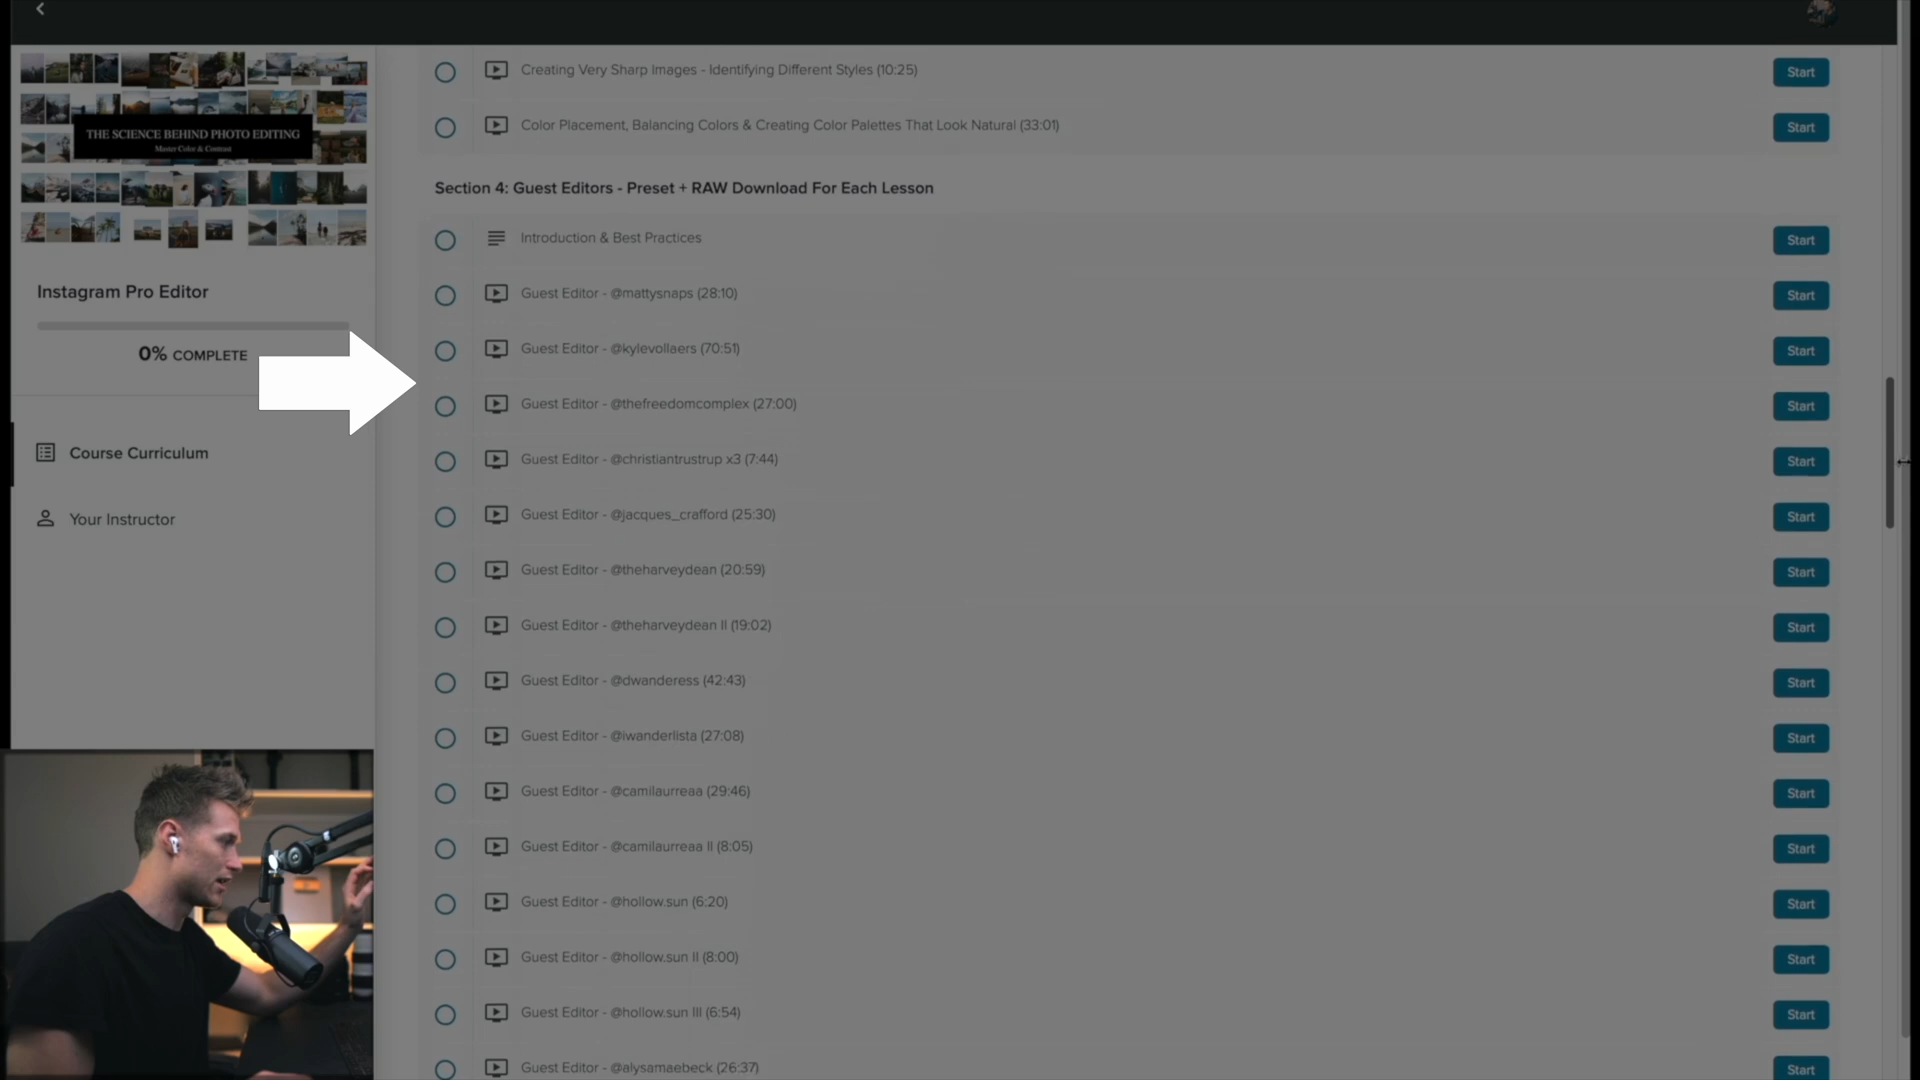 THE SCIENCE BEHIND PHOTO EDITING
Master Color & Contrast
Instagram Pro Editor
0% COMPLETE
Course Curriculum
Your Instructor
Creating Very Sharp Images - Identifying Different Styles (10:25)
Start
Color Placement, Balancing Colors & Creating Color Palettes That Look Natural (33:01)
Start
Section 4: Guest Editors - Preset + RAW Download For Each Lesson
Introduction & Best Practices
Start
Guest Editor - @mattysnaps (28:10)
Start
Guest Editor - @kylevollaers (70:51)
Start
Guest Editor - @thefreedomcomplex (27:00)
Start
Guest Editor - @christiantrustrup x3 (7:44)
Start
Guest Editor - @jacques_crafford (25:30)
Start
Guest Editor - @theharveydean (20:59)
Start
Guest Editor - @theharveydean II (19:02)
Start
Guest Editor - @dwanderess (42:43)
Start
Guest Editor - @iwanderlista (27:08)
Start
Guest Editor - @camilaurreaa (29:46)
Start
Guest Editor - @camilaurreaa II (8:05)
Start
Guest Editor - @hollow.sun (6:20)
Start
Guest Editor - @hollow.sun II (8:00)
Start
Guest Editor - @hollow.sun III (6:54)
Start
Guest Editor - @alysamaebeck (26:37)
Start